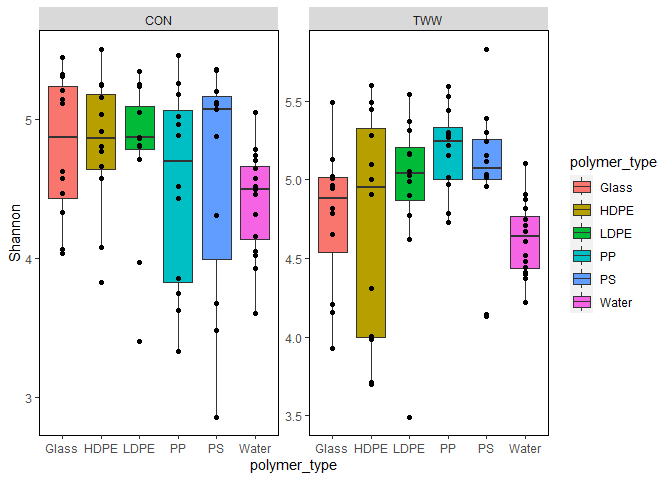 CON
TWW
Shannon
5
4
3
5.5
5.0
4.5
4.0
3.5
Glass HDPE LDPE PP PS Water
Glass HDPE LDPE PP PS Water
polymer_type
polymer_type
Glass
HDPE
LDPE
PP
PS
Water